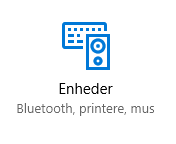 Enheder
Bluetooth, printere, mus